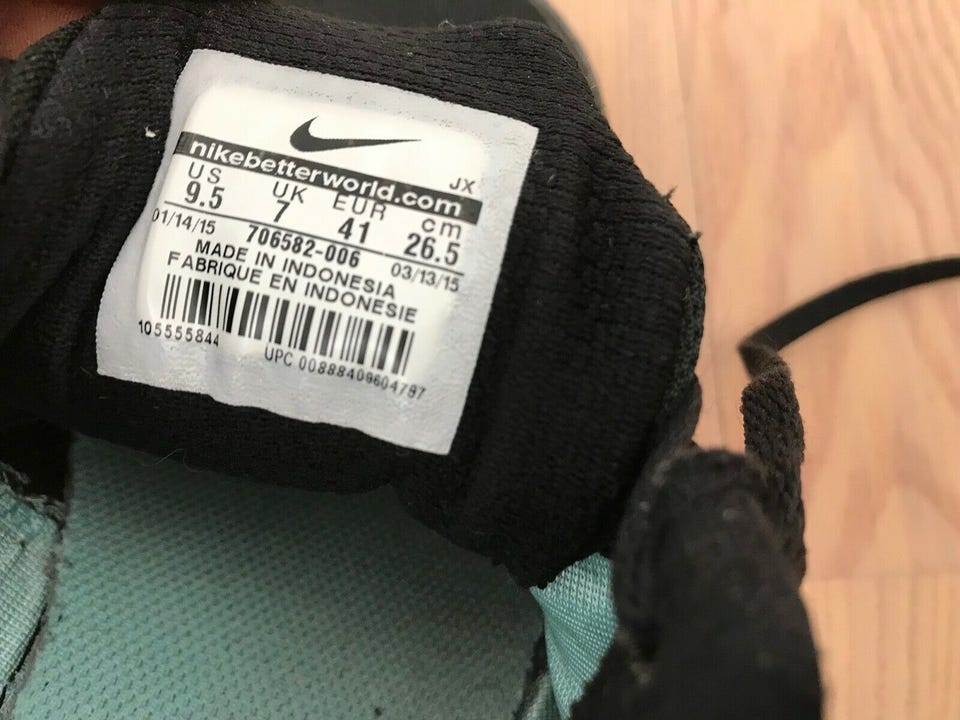 nikebetterworld.com
JX
US UK EUR cm
9.5 7 41 26.5
01/14/15 706582-006 03/13/15
MADE IN INDONESIA
FABRIQUE EN INDONESIE
105555844
UPC 00888409604797